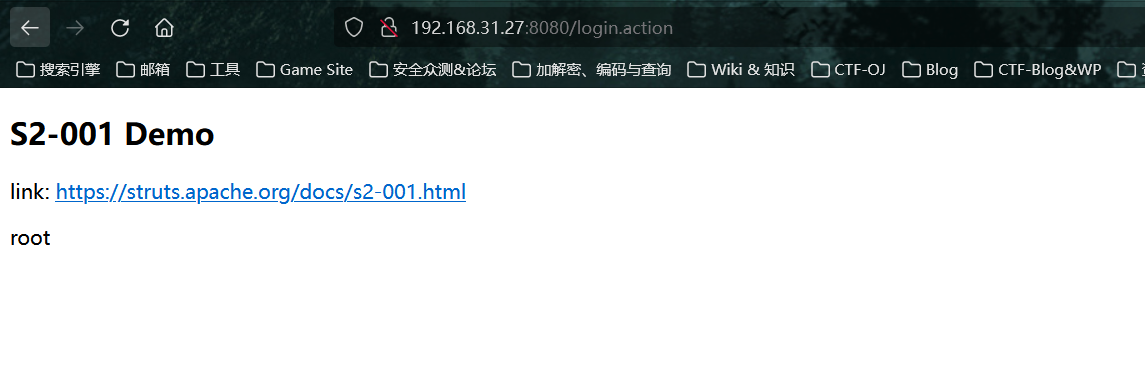 192.168.31.27:8080/login.action
搜索引擎 邮箱 工具 Game Site 安全众测&论坛 加解密、编码与查询 Wiki & 知识 CTF-OJ Blog CTF-Blog&WP
S2-001 Demo
link: https://struts.apache.org/docs/s2-001.html
root